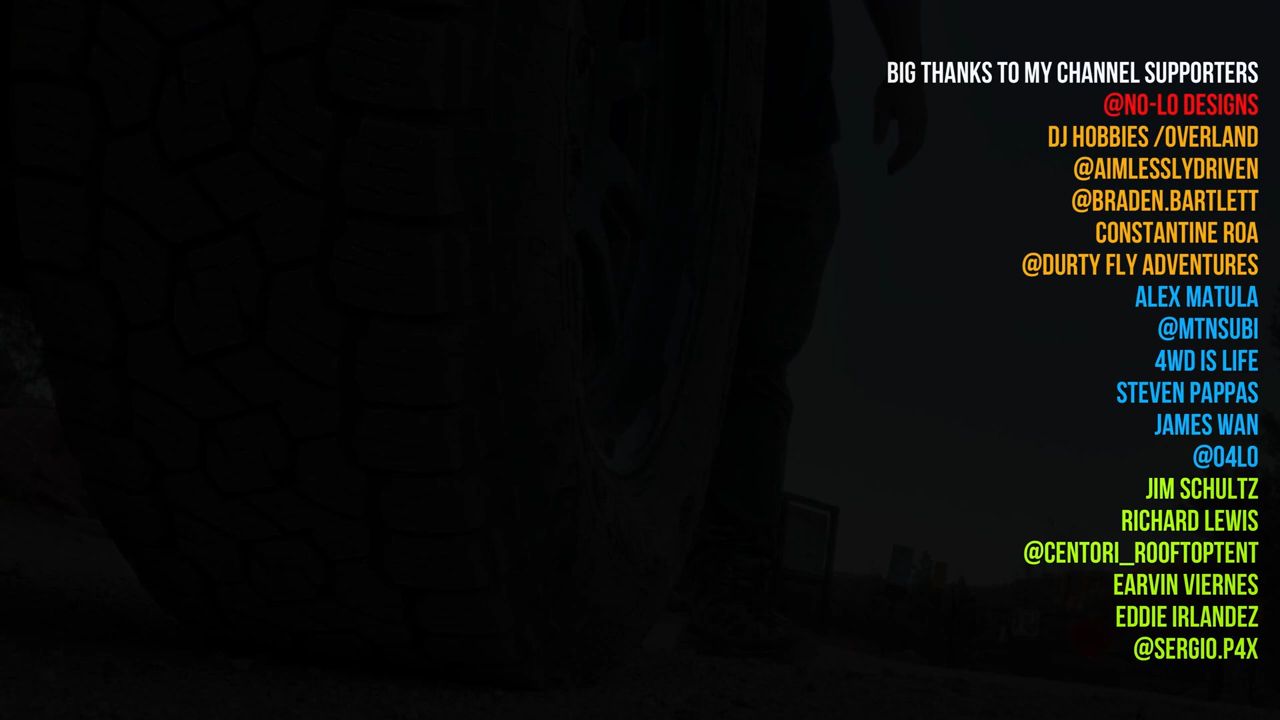 BIG THANKS TO MY CHANNEL SUPPORTERS
@NO-LO DESIGNS
DJ HOBBIES /OVERLAND
@AIMLESSLYDRIVEN
@BRADEN.BARTLETT
CONSTANTINE ROA
@DURTY FLY ADVENTURES
ALEX MATULA
@MTNSUBI
4WD IS LIFE
STEVEN PAPPAS
JAMES WAN
@O4LO
JIM SCHULTZ
RICHARD LEWIS
@CENTORI_ROOFTOPTENT
EARVIN VIERNES
EDDIE IRLANDEZ
@SERGIO.P4X